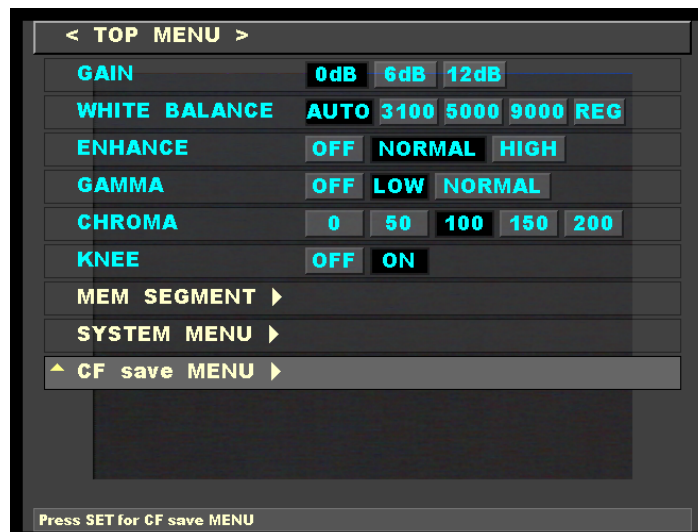 < TOP MENU >
GAIN 0dB 6dB 12dB
WHITE BALANCE AUTO 3100 5000 9000 REG
ENHANCE OFF NORMAL HIGH
GAMMA OFF LOW NORMAL
CHROMA 0 50 100 150 200
KNEE OFF ON
MEM SEGMENT
SYSTEM MENU
CF save MENU
Press SET for CF save MENU